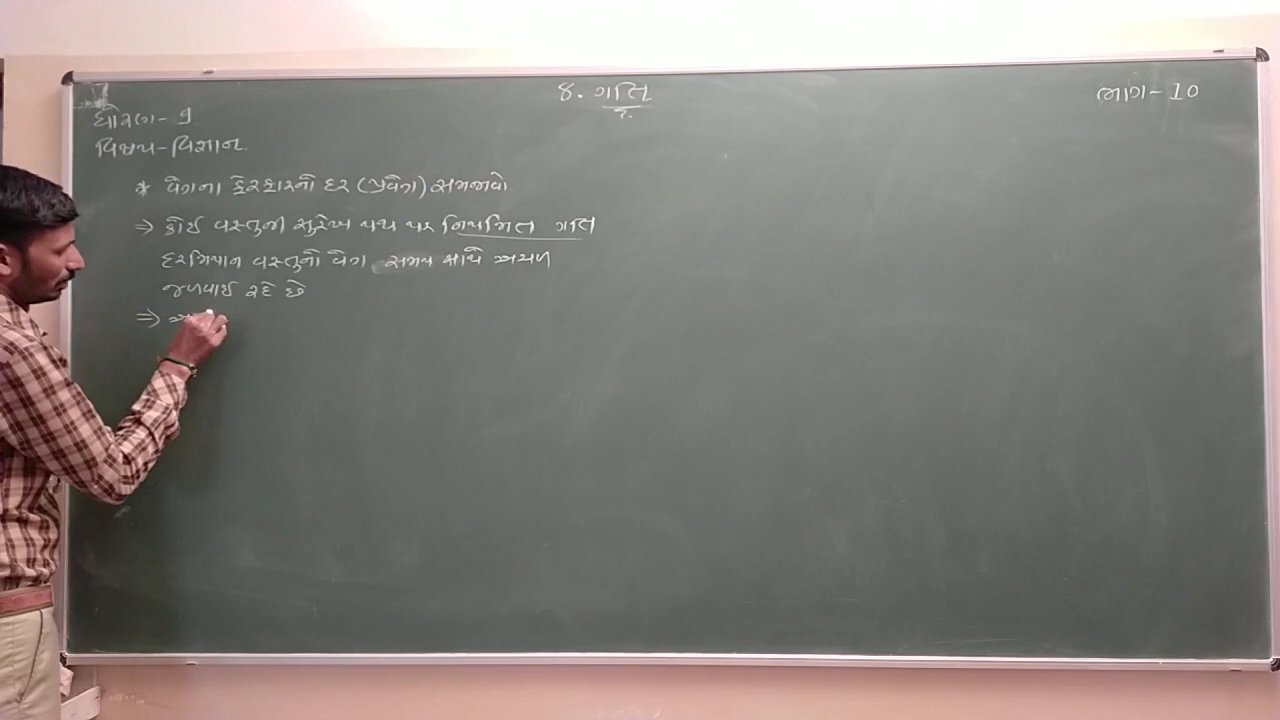 ૪. ગતિ
ભાગ-10
ધોરણ-9
વિષય-વિજ્ઞાન
* વેગના ફેરફારનો દર (પ્રવેગ) સમજાવો
⇒ કોઈ વસ્તુની સુરેખ પથ પર નિયમિત ગતિ
દરમિયાન વસ્તુનો વેગ સમય સાથે અચળ
જળવાઈ રહે છે
⇒